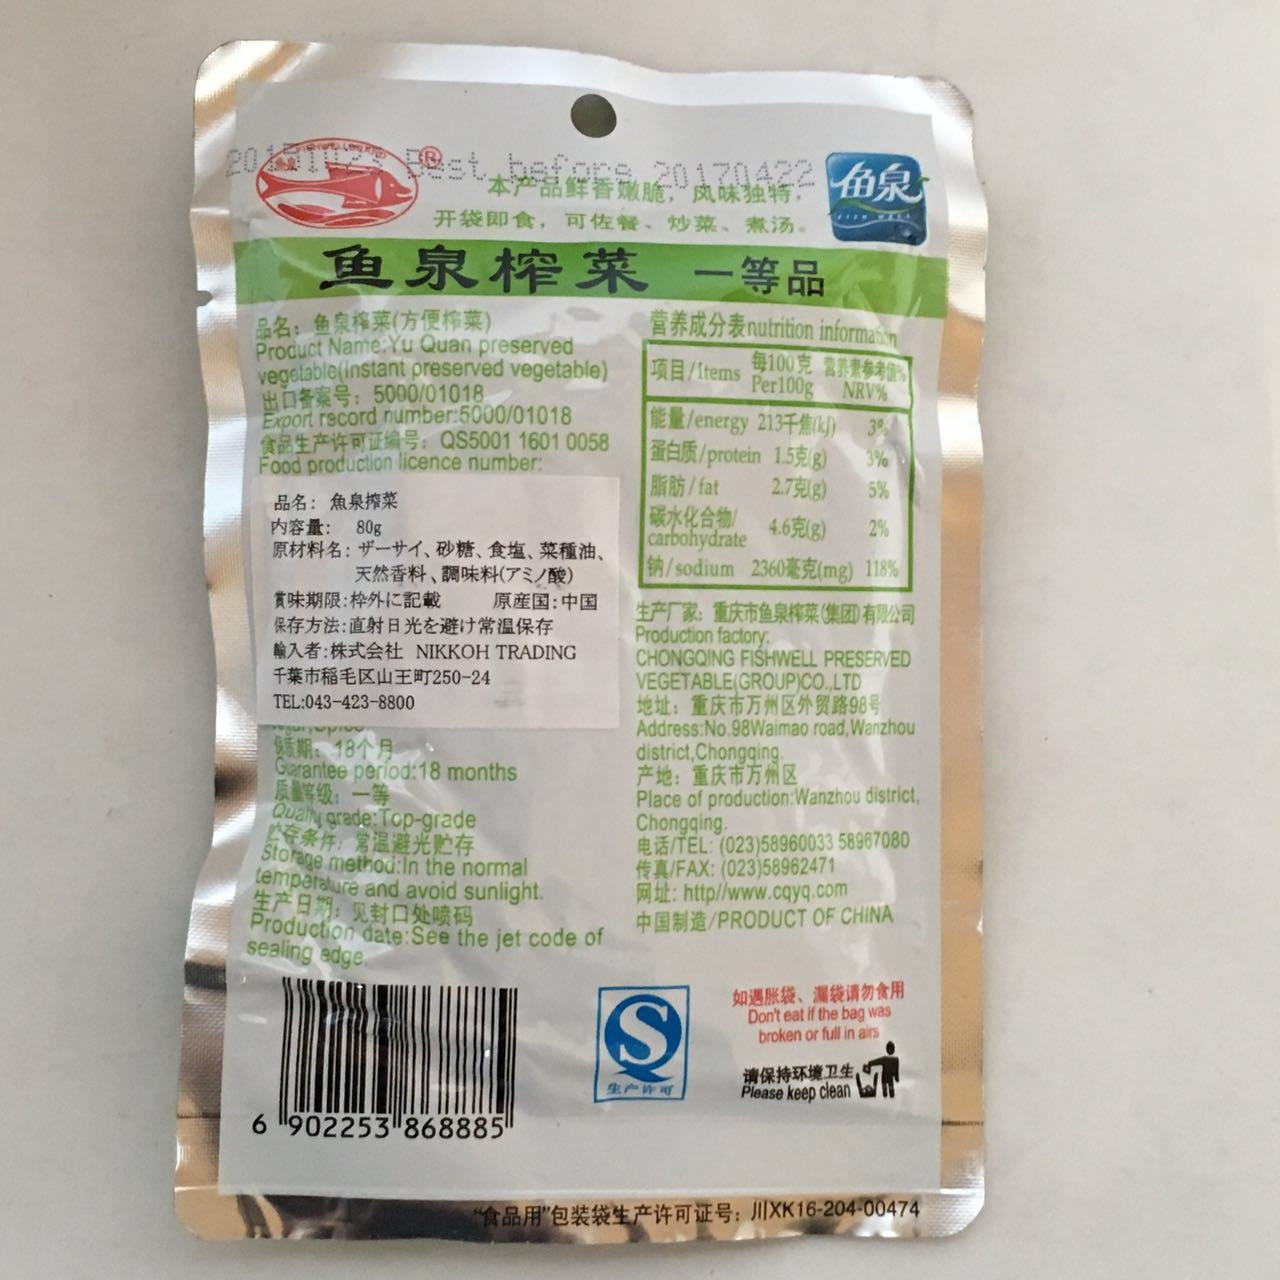 20151023 Best before 20170422
鱼泉
®
鱼泉
FISH WELL
本产品鲜香嫩脆，风味独特，
开袋即食，可佐餐、炒菜、煮汤。
鱼泉榨菜 一等品
品名：鱼泉榨菜(方便榨菜)
Product Name:Yu Quan preserved
vegetable(Instant preserved vegetable)
出口备案号：5000/01018
Export record number:5000/01018
食品生产许可证编号：QS5001 1601 0058
Food production licence number:
品名： 魚泉搾菜
内容量： 80g
原材料名：ザーサイ、砂糖、食塩、菜種油、
天然香料、調味料(アミノ酸)
賞味期限：枠外に記載 原産国：中国
保存方法：直射日光を避け常温保存
輸入者：株式会社 NIKKOH TRADING
千葉市稲毛区山王町250-24
TEL:043-423-8800
保质期：18个月
Guarantee period:18 months
质量等级：一等
Quality grade:Top-grade
贮存条件：常温避光贮存
Storage method:In the normal
temperature and avoid sunlight.
生产日期：见封口处喷码
Production date:See the jet code of
sealing edge
营养成分表nutrition information
项目/Items 每100克 营养素参考值%
Per100g NRV%
能量/energy 213千焦(kJ) 3%
蛋白质/protein 1.5克(g) 3%
脂肪/fat 2.7克(g) 5%
碳水化合物/
carbohydrate 4.6克(g) 2%
钠/sodium 2360毫克(mg) 118%
生产厂家：重庆市鱼泉榨菜(集团)有限公司
Production factory:
CHONGQING FISHWELL PRESERVED
VEGETABLE(GROUP)CO.,LTD
地址：重庆市万州区外贸路98号
Address:No.98Waimao road,Wanzhou
district,Chongqing.
产地：重庆市万州区
Place of production:Wanzhou district,
Chongqing.
电话/TEL: (023)58960033 58967080
传真/FAX: (023)58962471
网址: http//www.cqyq.com
中国制造/PRODUCT OF CHINA
6 902253 868885
生产许可
如遇胀袋、漏袋请勿食用
Don't eat if the bag was
broken or full in airs
请保持环境卫生
Please keep clean
"食品用"包装袋生产许可证号：川XK16-204-00474